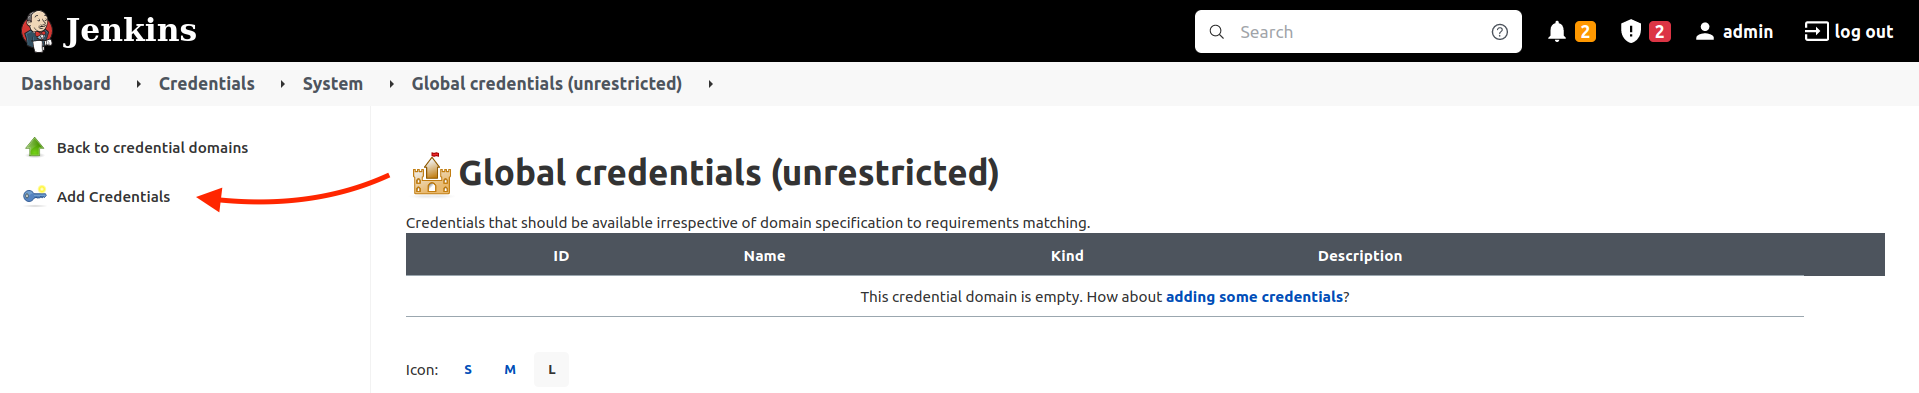 Jenkins
Search
2
2
admin
log out
Dashboard
Credentials
System
Global credentials (unrestricted)
Back to credential domains
Add Credentials
Global credentials (unrestricted)
Credentials that should be available irrespective of domain specification to requirements matching.
ID Name Kind Description
This credential domain is empty. How about adding some credentials?
Icon: S M L